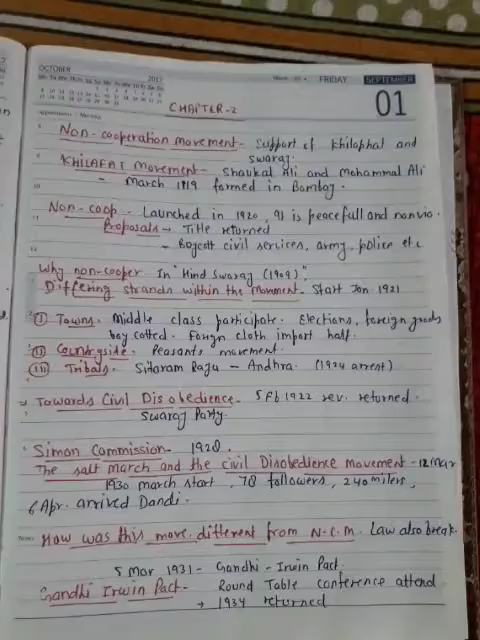 OCTOBER 2017
FRIDAY SEPTEMBER
01
CHAPTER-2
Non-cooperation movement - Support of Khilaphat and
swaraj.
KHILAFAT Movement - Shaukat Ali and Mohammal Ali
- March 1919 formed in Bombay.
Non-coop - Launched in 1920, 91 is peacefull and nonvio.
Proposals → Title returned
- Boycott civil services, army, police etc
Why non-cooper. In "Hind Swaraj (1909)".
Differing strands within the Moment. Start Jan 1921
(I) Towns. Middle class participate. Elections, foreign goods
boycotted. Foreign cloth import half.
(II) Countryside. Peasants movement.
(III) Tribals. Sitaram Raju - Andhra. (1924 arrest)
Towards Civil Disobedience - 5 Fb 1922 rev. returned.
Swaraj Party.
Simon Commission - 1928.
The salt march and the civil Disobedience movement - 12 Mar
1930 march start, 78 followers, 240 milers,
6 Apr. arrived Dandi.
How was this move. different from N.C.M. Law also break.
5 Mar 1931 - Gandhi - Irwin Pact.
Gandhi Irwin Pact - Round Table conference attend
→ 1934 returned